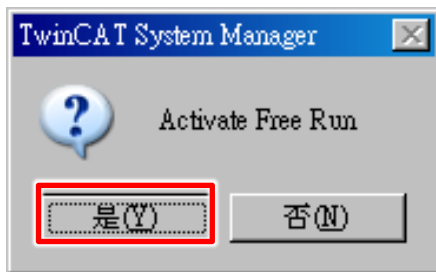 TwinCAT System Manager
Activate Free Run
是(Y) 否(N)